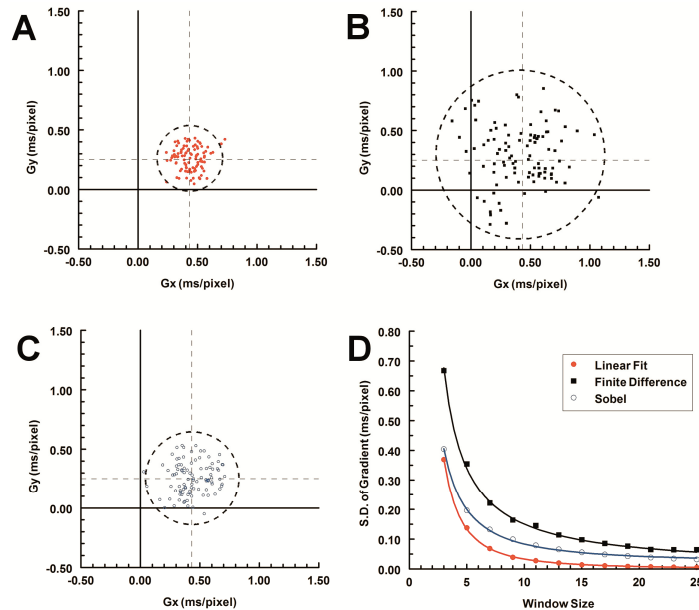 A
1.50
1.00
0.50
0.00
-0.50
Gy (ms/pixel)
-0.50 0.00 0.50 1.00 1.50
Gx (ms/pixel)
B
1.50
1.00
0.50
0.00
-0.50
Gy (ms/pixel)
-0.50 0.00 0.50 1.00 1.50
Gx (ms/pixel)
C
1.50
1.00
0.50
0.00
-0.50
Gy (ms/pixel)
-0.50 0.00 0.50 1.00 1.50
Gx (ms/pixel)
D
0.80
0.70
0.60
0.50
0.40
0.30
0.20
0.10
0.00
S.D. of Gradient (ms/pixel)
Linear Fit
Finite Difference
Sobel
0 5 10 15 20 25
Window Size